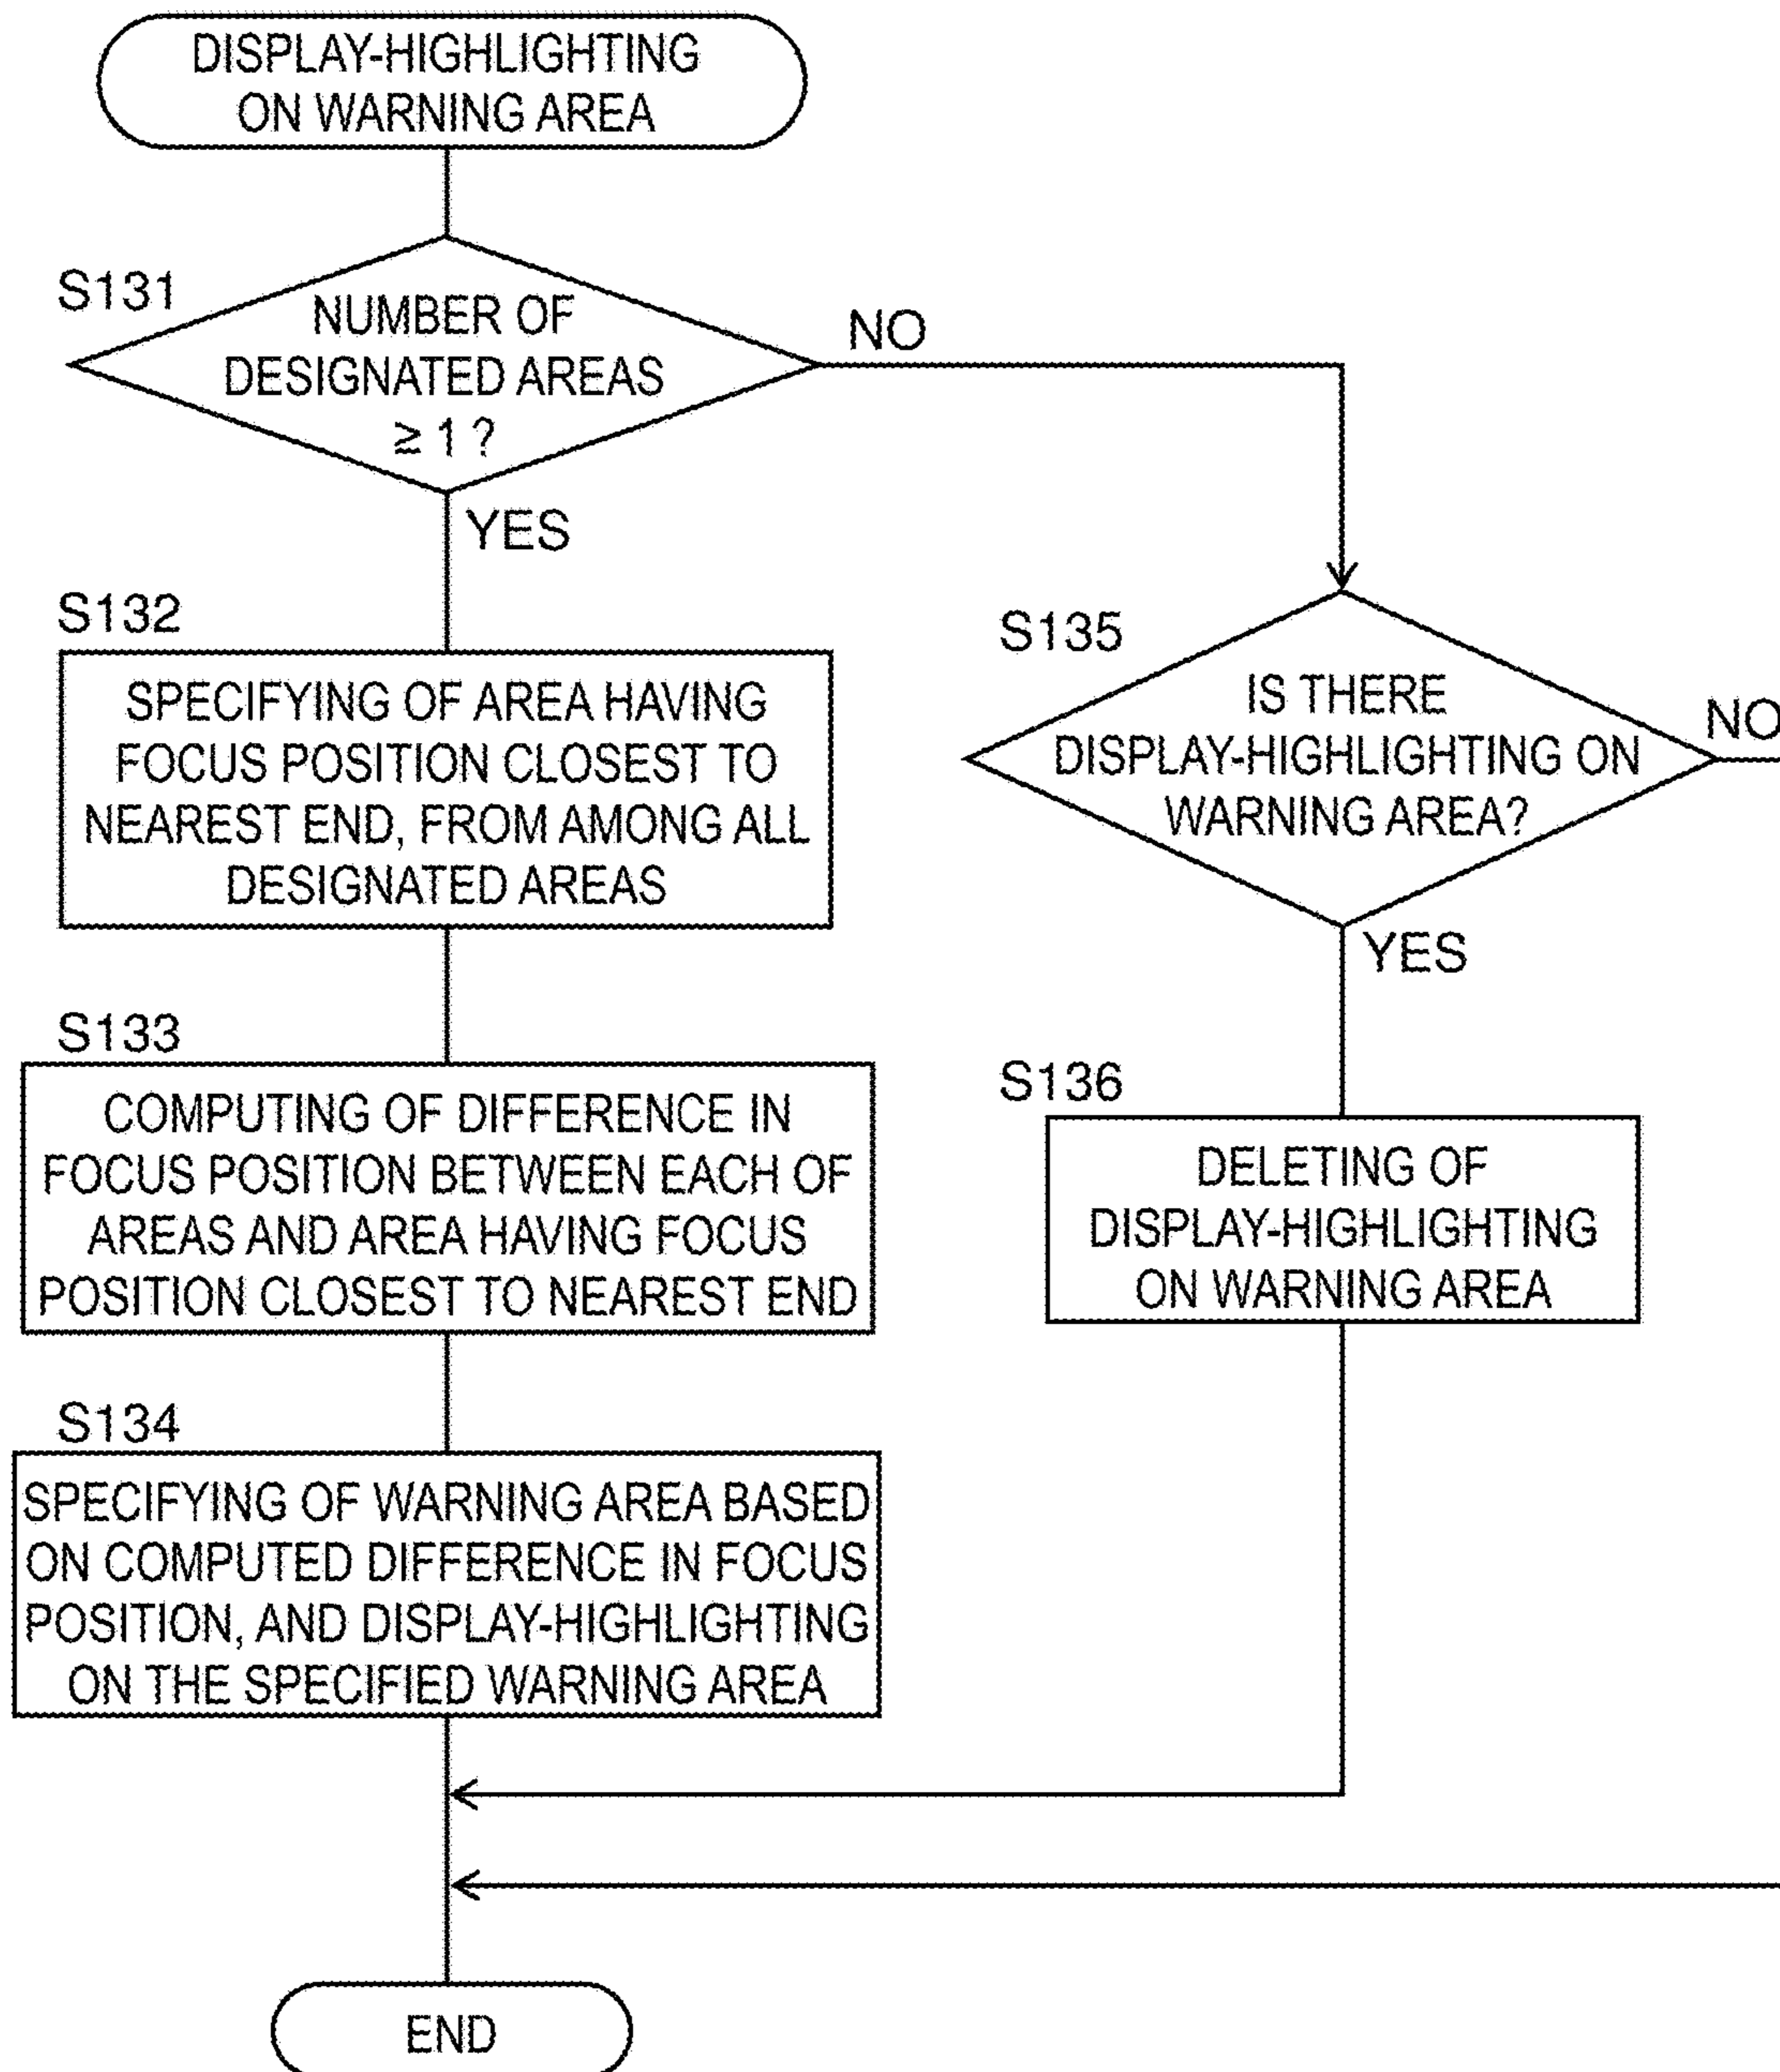 DISPLAY-HIGHLIGHTING
ON WARNING AREA
S131
NUMBER OF
DESIGNATED AREAS
≧ 1 ?
NO
YES
S132
SPECIFYING OF AREA HAVING
FOCUS POSITION CLOSEST TO
NEAREST END, FROM AMONG ALL
DESIGNATED AREAS
S133
COMPUTING OF DIFFERENCE IN
FOCUS POSITION BETWEEN EACH OF
AREAS AND AREA HAVING FOCUS
POSITION CLOSEST TO NEAREST END
S134
SPECIFYING OF WARNING AREA BASED
ON COMPUTED DIFFERENCE IN FOCUS
POSITION, AND DISPLAY-HIGHLIGHTING
ON THE SPECIFIED WARNING AREA
S135
IS THERE
DISPLAY-HIGHLIGHTING ON
WARNING AREA?
NO
YES
S136
DELETING OF
DISPLAY-HIGHLIGHTING
ON WARNING AREA
END